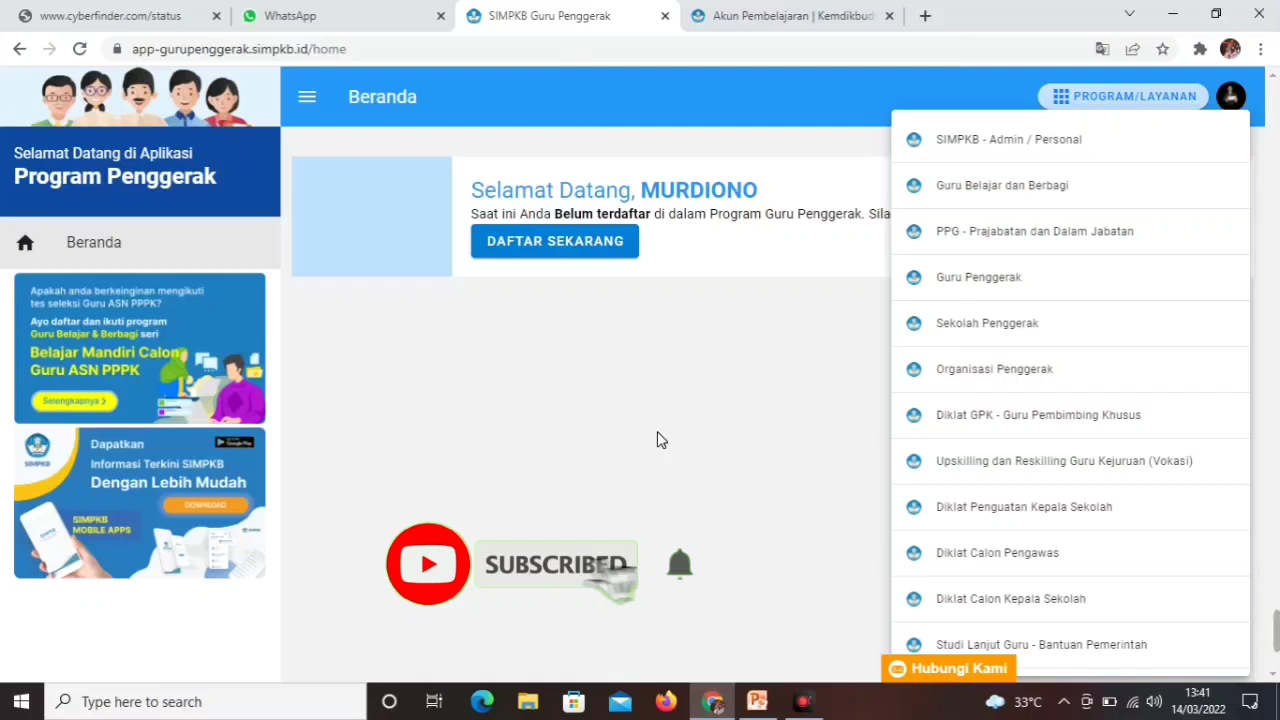 www.cyberfinder.com/status
WhatsApp
SIMPKB Guru Penggerak
Akun Pembelajaran | Kemdikbud
app-gurupenggerak.simpkb.id/home
Selamat Datang di Aplikasi
Program Penggerak
Beranda
Apakah anda berkeinginan mengikuti
tes seleksi Guru ASN PPPK?
Ayo daftar dan ikuti program
Guru Belajar & Berbagi seri
Belajar Mandiri Calon
Guru ASN PPPK
Selengkapnya
SIMPKB
Dapatkan
Informasi Terkini SIMPKB
Dengan Lebih Mudah
DOWNLOAD
SIMPKB
MOBILE APPS
Beranda
PROGRAM/LAYANAN
Selamat Datang, MURDIONO
Saat ini Anda Belum terdaftar di dalam Program Guru Penggerak. Sila
DAFTAR SEKARANG
SIMPKB - Admin / Personal
Guru Belajar dan Berbagi
PPG - Prajabatan dan Dalam Jabatan
Guru Penggerak
Sekolah Penggerak
Organisasi Penggerak
Diklat GPK - Guru Pembimbing Khusus
Upskilling dan Reskilling Guru Kejuruan (Vokasi)
Diklat Penguatan Kepala Sekolah
Diklat Calon Pengawas
Diklat Calon Kepala Sekolah
Studi Lanjut Guru - Bantuan Pemerintah
SUBSCRIBED
Hubungi Kami
Type here to search
33°C
13:41
14/03/2022